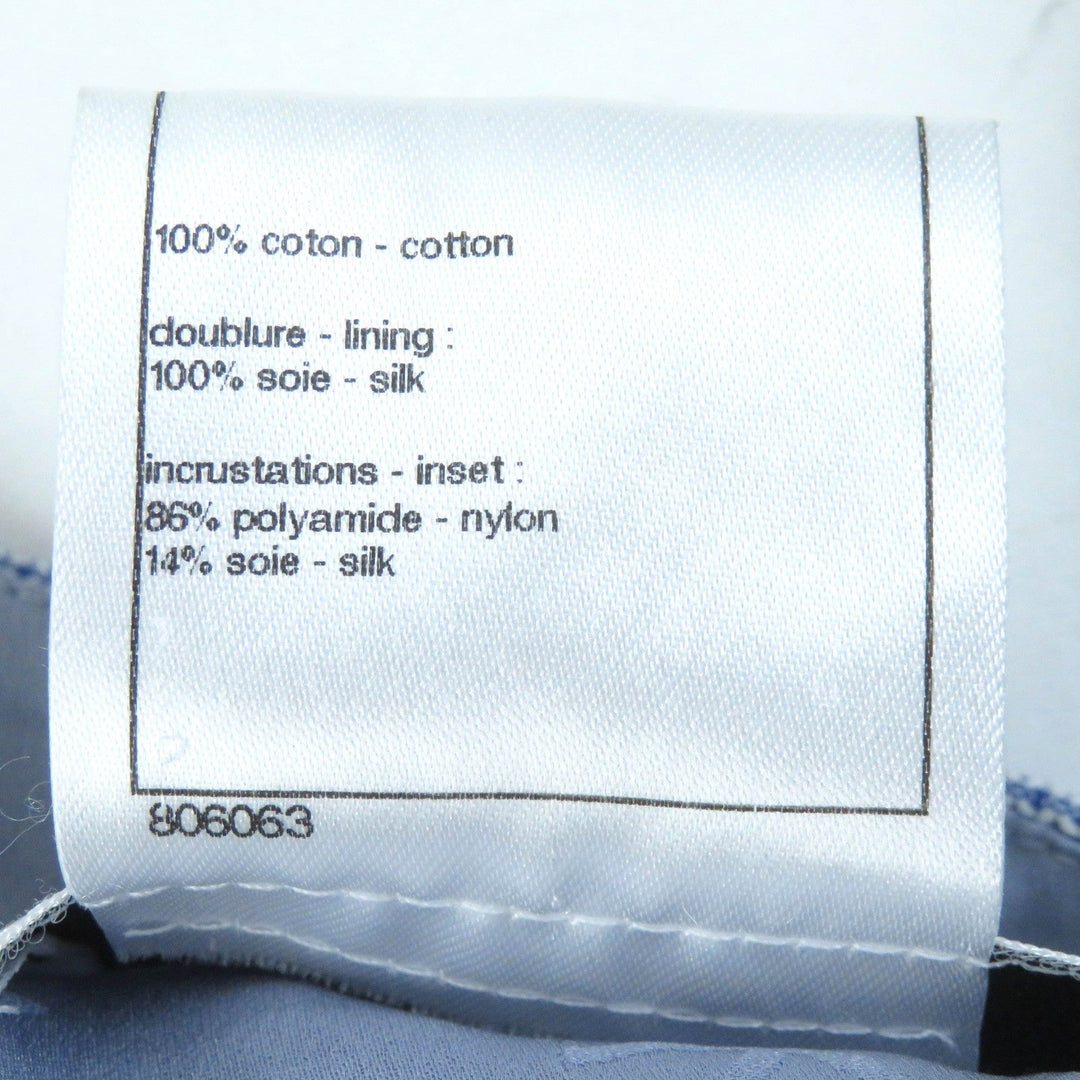 100% coton - cotton
doublure - lining :
100% soie - silk
incrustations - inset :
86% polyamide - nylon
14% soie - silk
806063